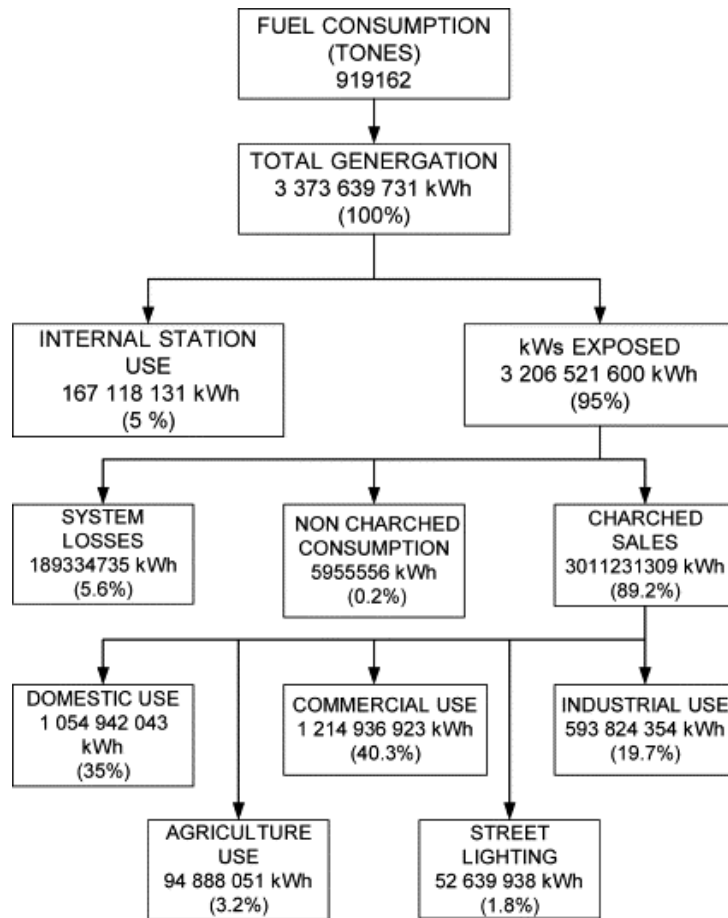 FUEL CONSUMPTION
(TONES)
919162
TOTAL GENERGATION
3 373 639 731 kWh
(100%)
INTERNAL STATION
USE
167 118 131 kWh
(5 %)
kWs EXPOSED
3 206 521 600 kWh
(95%)
SYSTEM
LOSSES
189334735 kWh
(5.6%)
NON CHARCHED
CONSUMPTION
5955556 kWh
(0.2%)
CHARCHED
SALES
3011231309 kWh
(89.2%)
DOMESTIC USE
1 054 942 043
kWh
(35%)
COMMERCIAL USE
1 214 936 923 kWh
(40.3%)
INDUSTRIAL USE
593 824 354 kWh
(19.7%)
AGRICULTURE
USE
94 888 051 kWh
(3.2%)
STREET
LIGHTING
52 639 938 kWh
(1.8%)